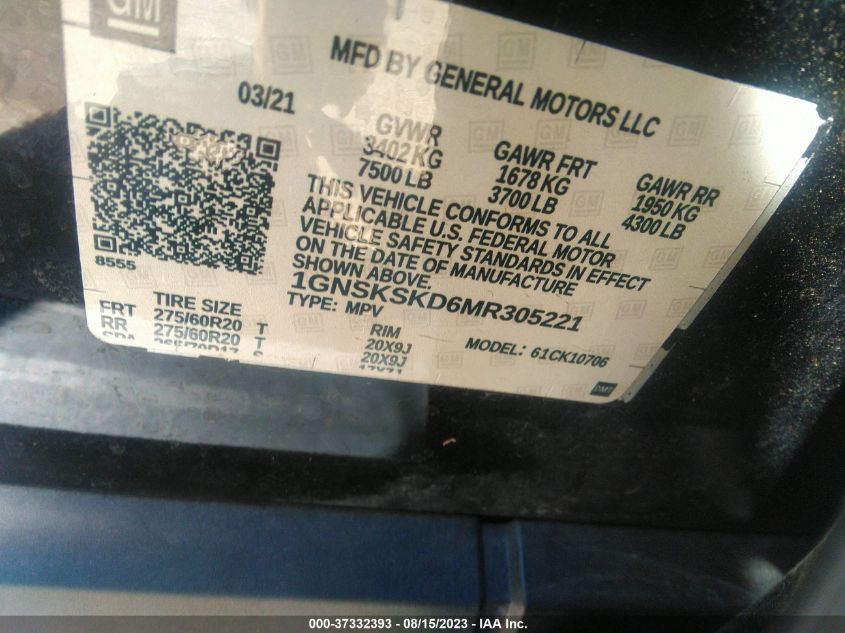 GM
MFD BY GENERAL MOTORS LLC
03/21
GVWR
3402 KG
7500 LB
GAWR FRT
1678 KG
3700 LB
GAWR RR
1950 KG
4300 LB
THIS VEHICLE CONFORMS TO ALL
APPLICABLE U.S. FEDERAL MOTOR
VEHICLE SAFETY STANDARDS IN EFFECT
ON THE DATE OF MANUFACTURE
SHOWN ABOVE.
8555
1GNSKSKD6MR305221
TYPE: MPV
MODEL: 61CK10706
TIRE SIZE
RIM
FRT 275/60R20 T 20X9J
RR 275/60R20 T 20X9J
000-37332393 - 08/15/2023 - IAA Inc.